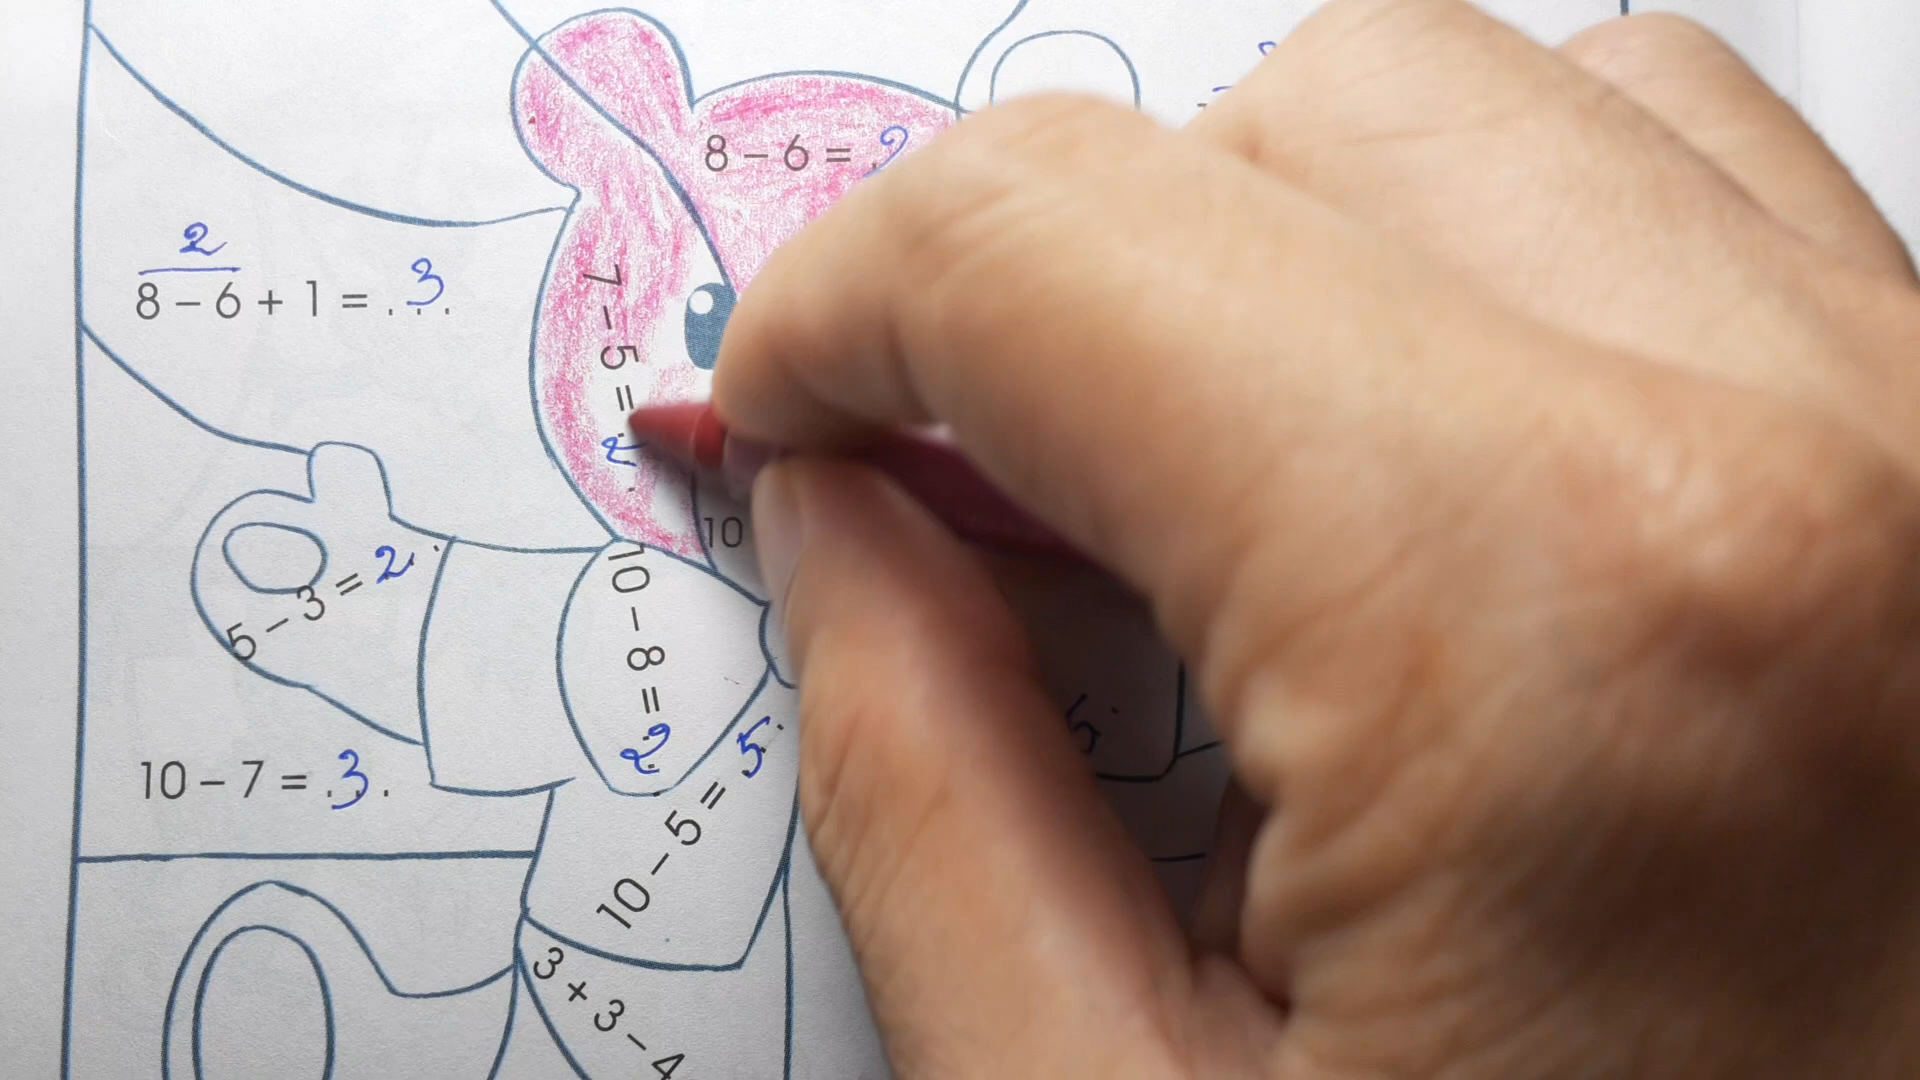 8 – 6 = 2
7 – 5 = 2
2
8 – 6 + 1 = 3
10
5 – 3 = 2
10 – 8 = 2
5
10 – 7 = 3
10 – 5 = 5
3 + 3 – 4